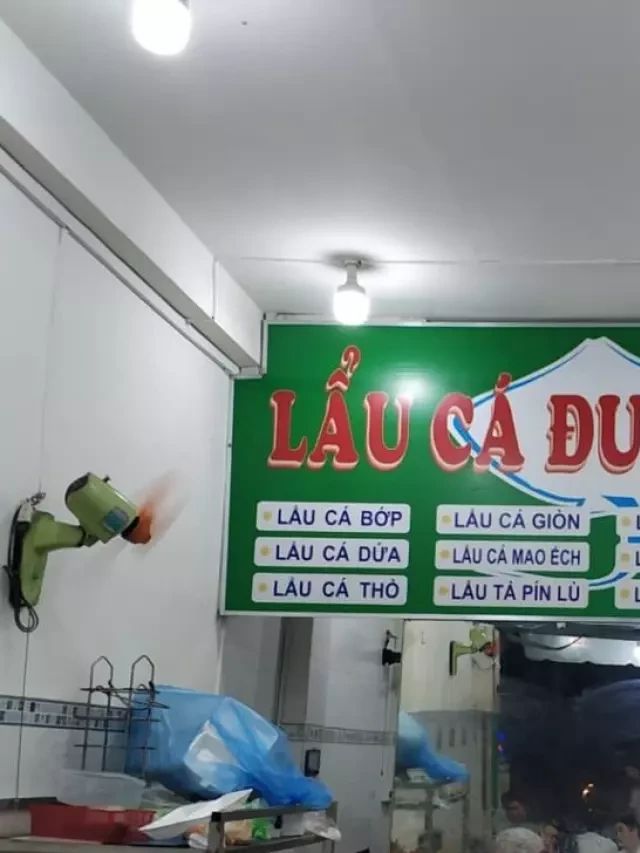 LẨU CÁ ĐU
LẨU CÁ BỚP
LẨU CÁ GIÒN
LẨU CÁ DỨA
LẨU CÁ MAO ẾCH
LẨU CÁ THỎ
LẨU TẢ PÍN LÙ